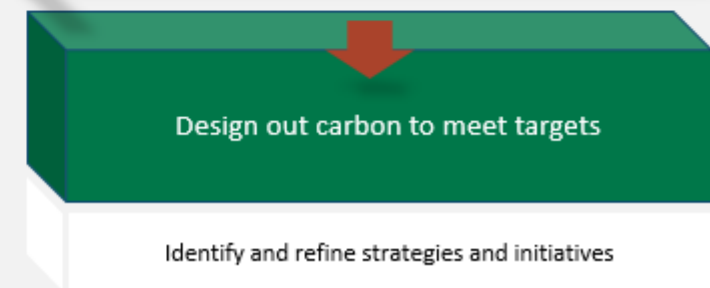 Design out carbon to meet targets
Identify and refine strategies and initiatives